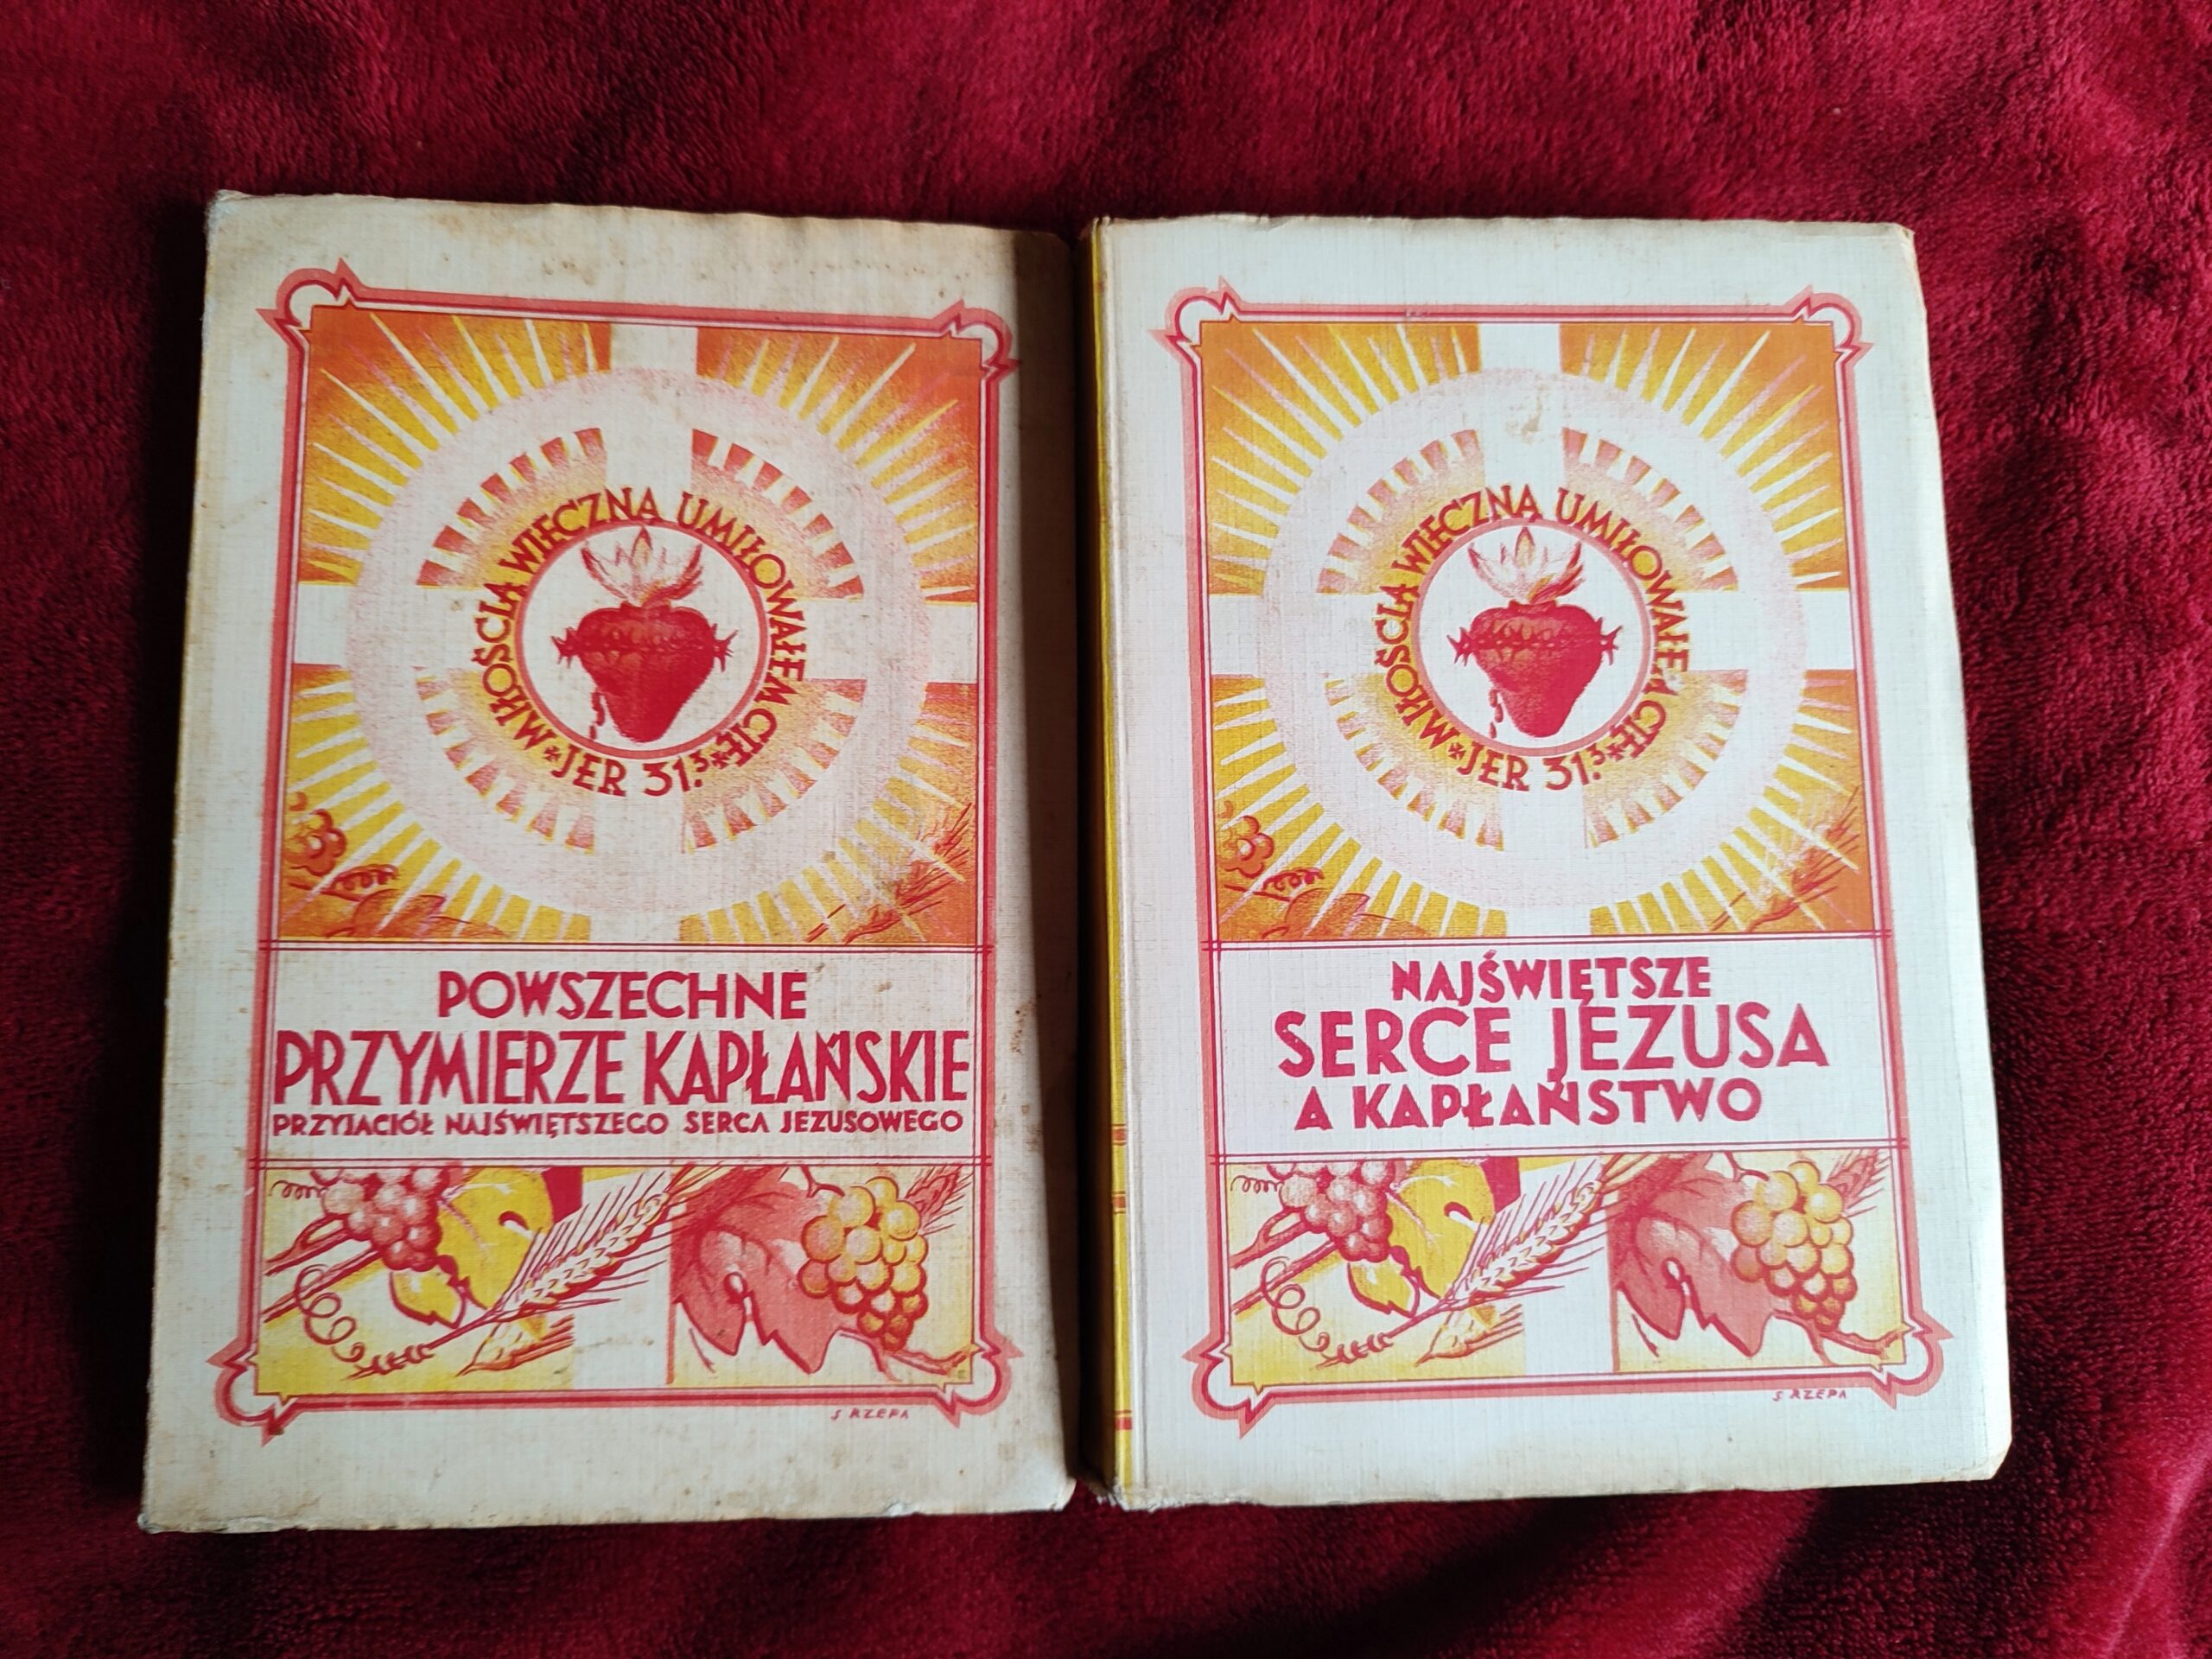 MIŁOŚCIĄ WIECZNĄ UMIŁOWAŁEM CIĘ * JER 31.3 *
POWSZECHNE
PRZYMIERZE KAPŁAŃSKIE
PRZYJACIÓŁ NAJŚWIĘTSZEGO SERCA JEZUSOWEGO
S RZEPA
MIŁOŚCIĄ WIECZNĄ UMIŁOWAŁEM CIĘ * JER 31.3 *
NAJŚWIĘTSZE
SERCE JEZUSA
A KAPŁAŃSTWO
S RZEPA